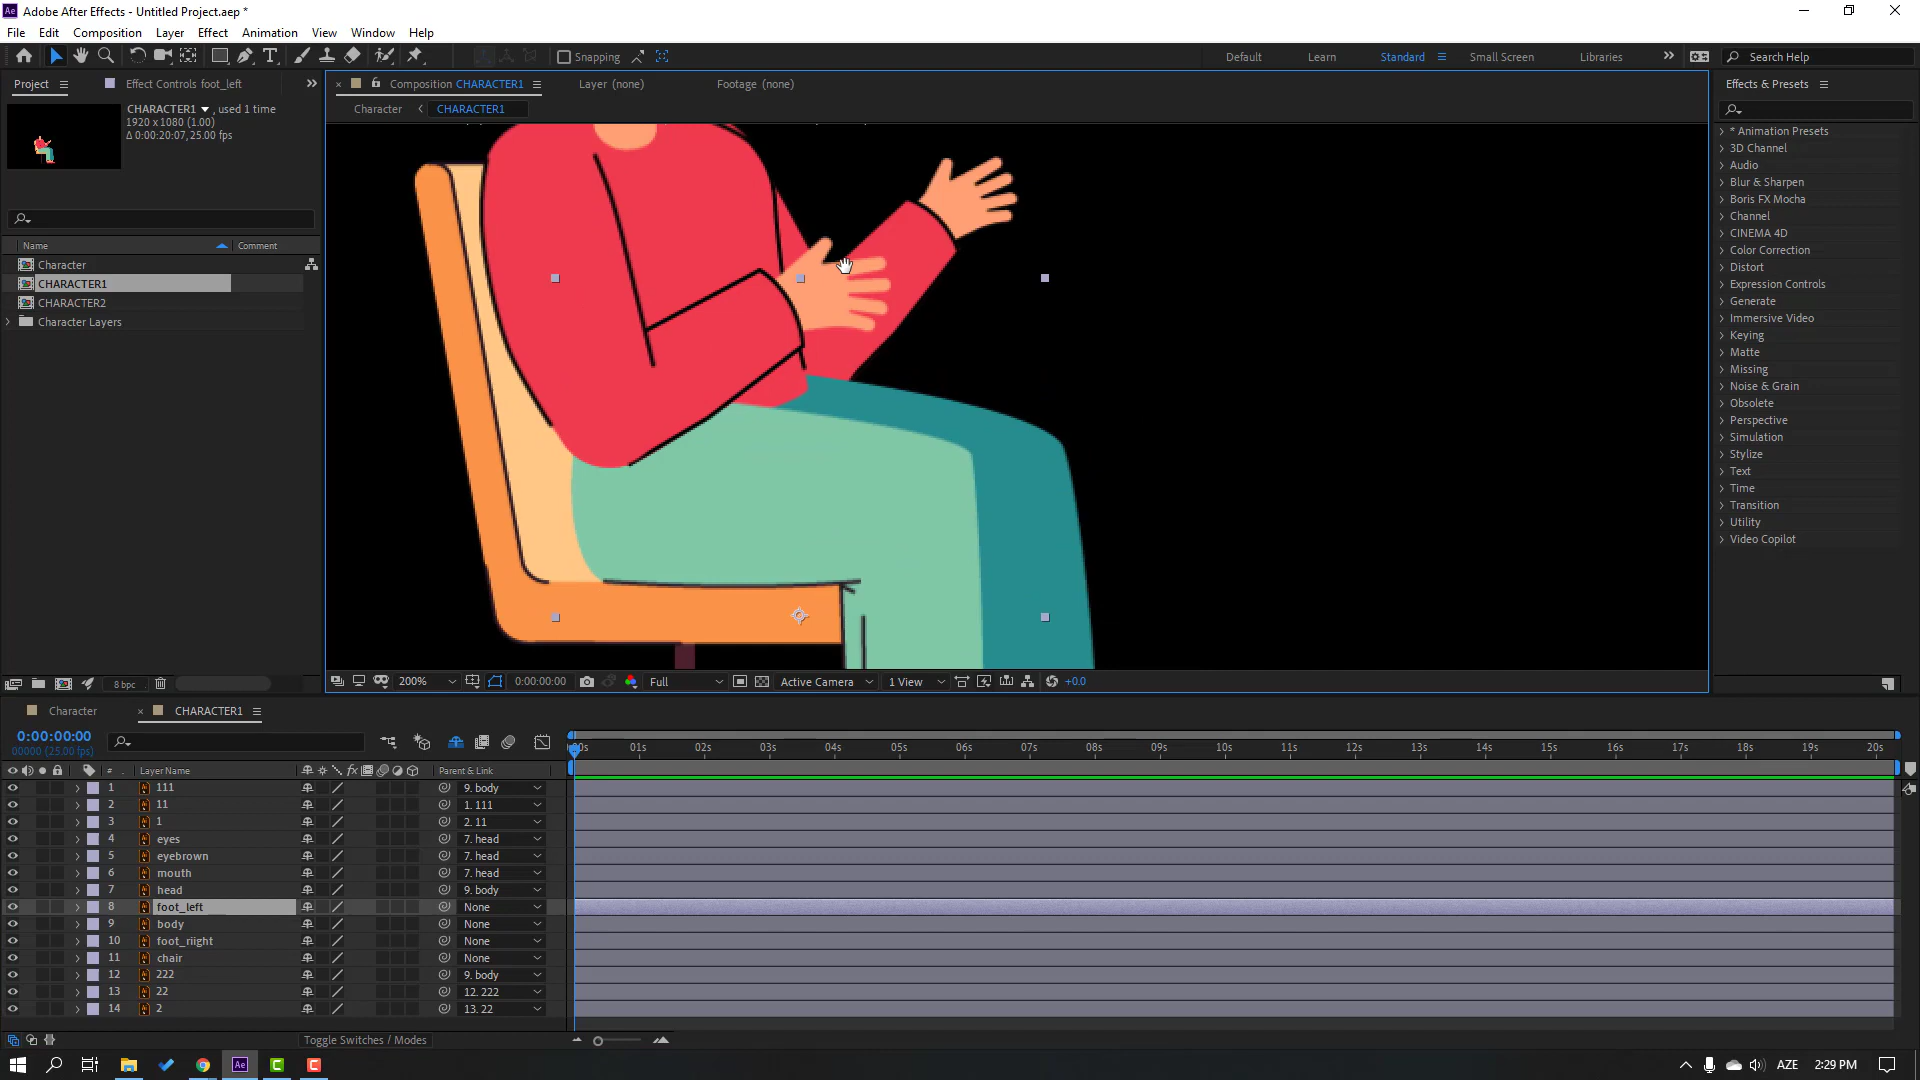 Adobe After Effects - Untitled Project.aep *
File Edit Composition Layer Effect Animation View Window Help
Snapping Default Learn Standard Small Screen Libraries Search Help
Project Effect Controls foot_left
CHARACTER1 , used 1 time
1920 x 1080 (1.00)
Δ 0:00:20:07, 25.00 fps
Name Comment
Character
CHARACTER1
CHARACTER2
Character Layers
8 bpc
Composition CHARACTER1 Layer (none) Footage (none)
Character CHARACTER1
200% 0:00:00:00 Full Active Camera 1 View +0.0
Effects & Presets
* Animation Presets
3D Channel
Audio
Blur & Sharpen
Boris FX Mocha
Channel
CINEMA 4D
Color Correction
Distort
Expression Controls
Generate
Immersive Video
Keying
Matte
Missing
Noise & Grain
Obsolete
Perspective
Simulation
Stylize
Text
Time
Transition
Utility
Video Copilot
Character CHARACTER1
0:00:00:00
00000 (25.00 fps)
:00s 01s 02s 03s 04s 05s 06s 07s 08s 09s 10s 11s 12s 13s 14s 15s 16s 17s 18s 19s 20s
# Layer Name fx Parent & Link
1 111 9. body
2 11 1. 111
3 1 2. 11
4 eyes 7. head
5 eyebrown 7. head
6 mouth 7. head
7 head 9. body
8 foot_left None
9 body None
10 foot_riight None
11 chair None
12 222 9. body
13 22 12. 222
14 2 13. 22
Toggle Switches / Modes
Ae AZE 2:29 PM